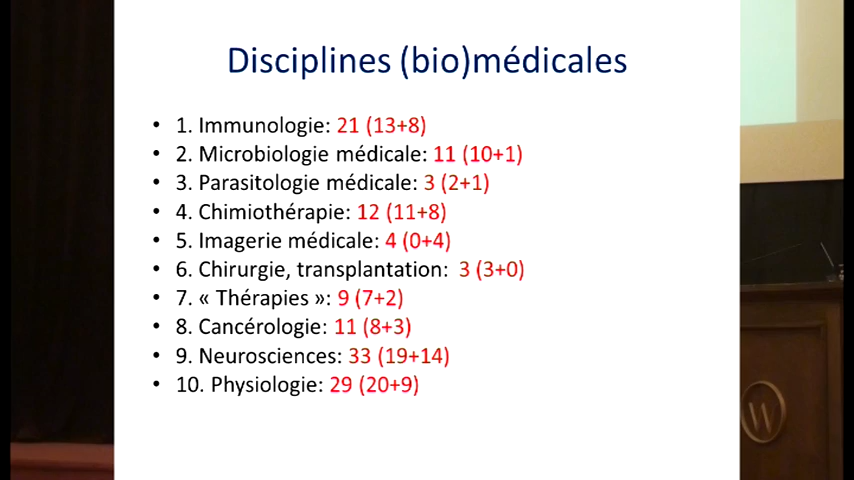 Disciplines (bio)médicales
• 1. Immunologie: 21 (13+8)
• 2. Microbiologie médicale: 11 (10+1)
• 3. Parasitologie médicale: 3 (2+1)
• 4. Chimiothérapie: 12 (11+8)
• 5. Imagerie médicale: 4 (0+4)
• 6. Chirurgie, transplantation: 3 (3+0)
• 7. « Thérapies »: 9 (7+2)
• 8. Cancérologie: 11 (8+3)
• 9. Neurosciences: 33 (19+14)
• 10. Physiologie: 29 (20+9)
W